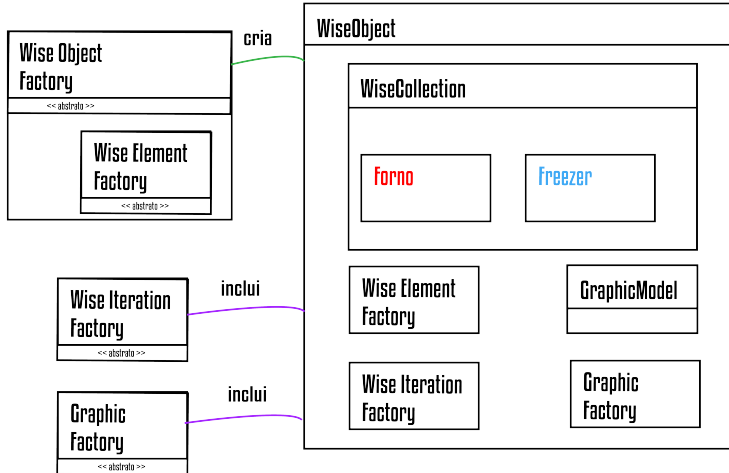 Wise Object
Factory
<< abstrato >>
Wise Element
Factory
<< abstrato >>
cria
WiseObject
WiseCollection
Forno
Freezer
Wise Iteration
Factory
<< abstrato >>
inclui
Wise Element
Factory
GraphicModel
Graphic
Factory
<< abstrato >>
inclui
Wise Iteration
Factory
Graphic
Factory